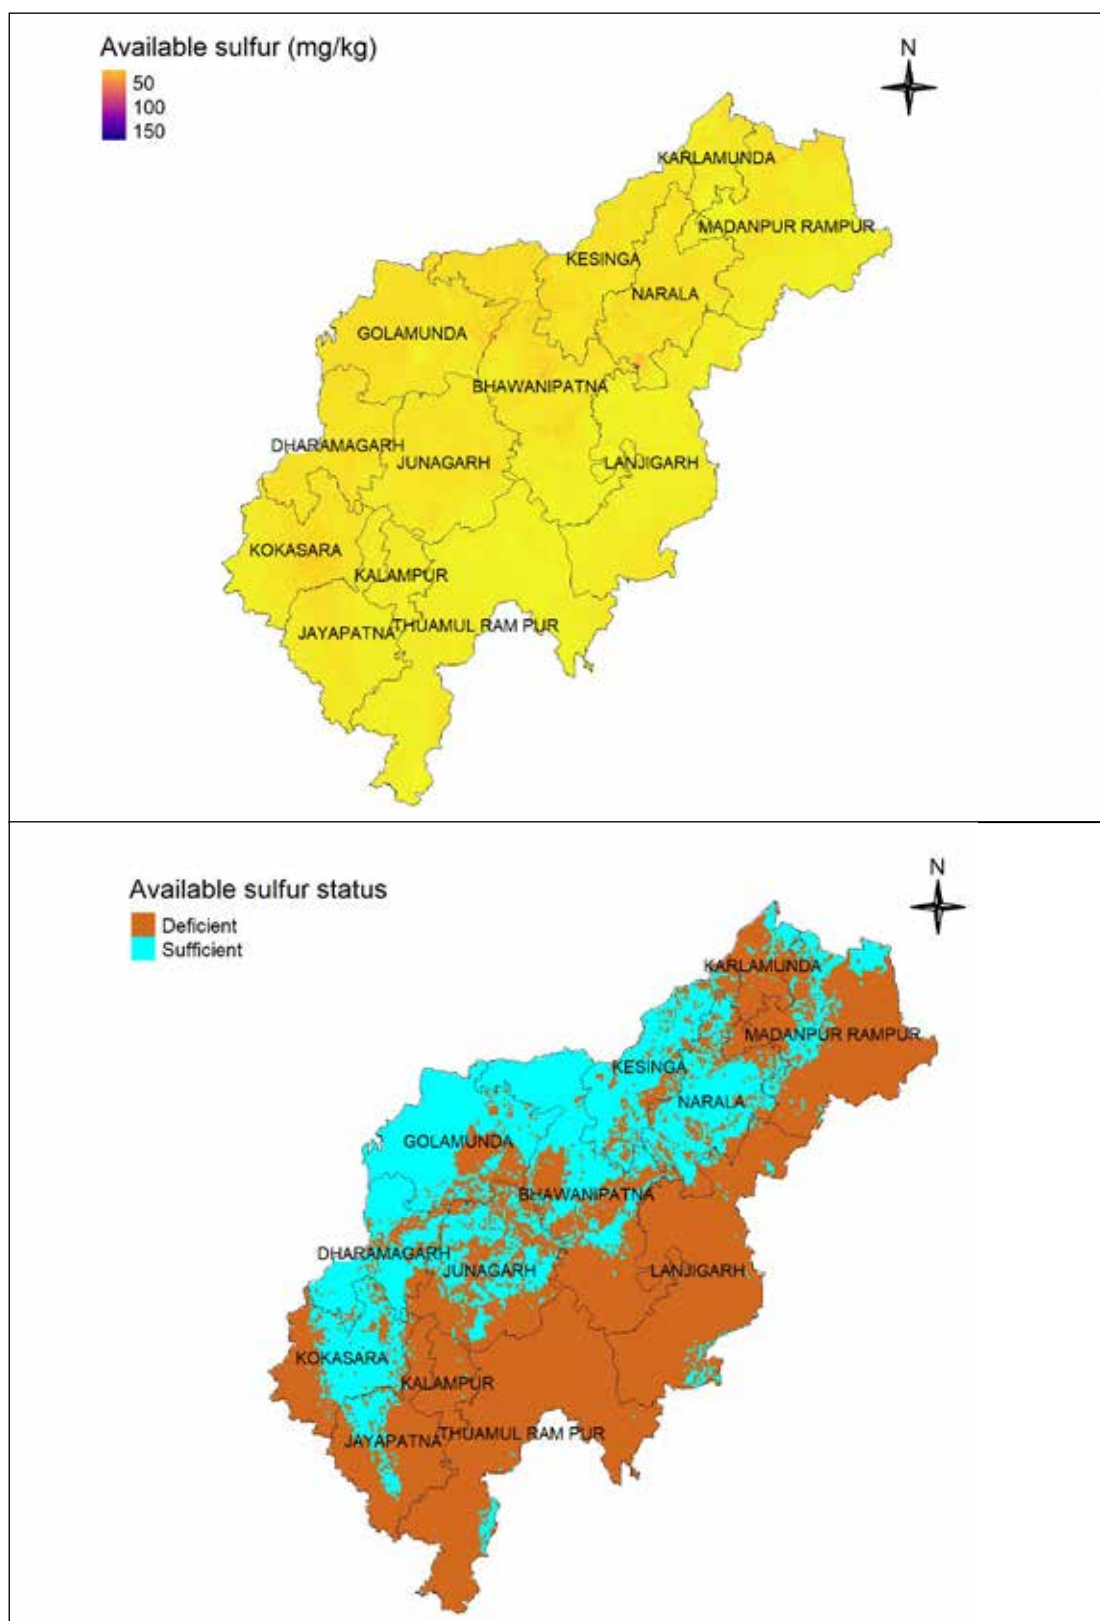 Available sulfur (mg/kg)
50
100
150
N
KARLAMUNDA
MADANPUR RAMPUR
KESINGA
NARALA
GOLAMUNDA
BHAWANIPATNA
DHARAMAGARH
JUNAGARH
LANJIGARH
KOKASARA
KALAMPUR
JAYAPATNA
THUAMUL RAM PUR
Available sulfur status
Deficient
Sufficient
N
KARLAMUNDA
MADANPUR RAMPUR
KESINGA
NARALA
GOLAMUNDA
BHAWANIPATNA
DHARAMAGARH
JUNAGARH
LANJIGARH
KOKASARA
KALAMPUR
JAYAPATNA
THUAMUL RAM PUR